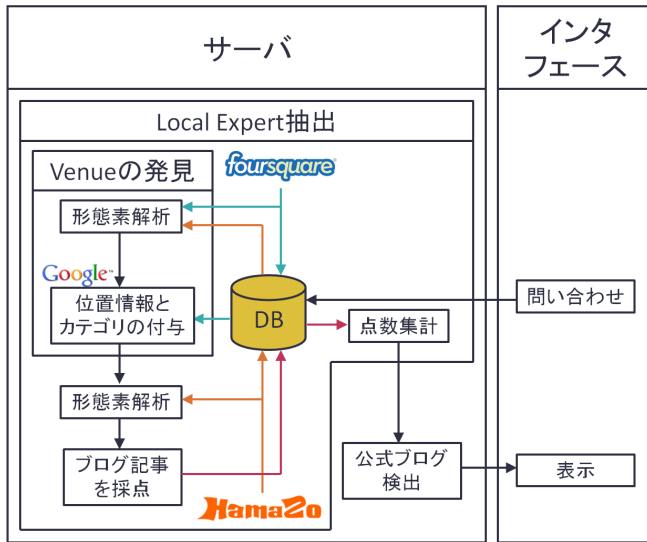 サーバ
インタ
フェース
Local Expert抽出
Venueの発見
foursquare
形態素解析
Google
位置情報と
カテゴリの付与
DB
点数集計
問い合わせ
形態素解析
ブログ記事
を採点
HamaZo
公式ブログ
検出
表示